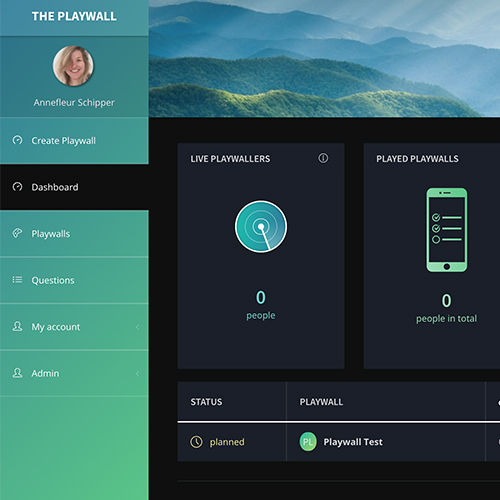 THE PLAYWALL
Annefleur Schipper
Create Playwall
Dashboard
Playwalls
Questions
My account
Admin
LIVE PLAYWALLERS
0
people
PLAYED PLAYWALLS
0
people in total
STATUS
PLAYWALL
planned
PL
Playwall Test